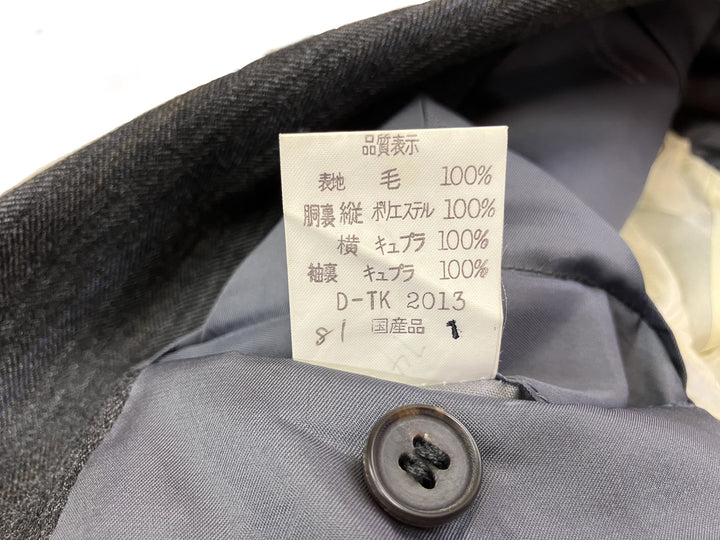 品質表示
表地 毛 100%
胴裏 縦 ポリエステル 100%
横 キュプラ 100%
袖裏 キュプラ 100%
D-TK 2013
81 国産品 1